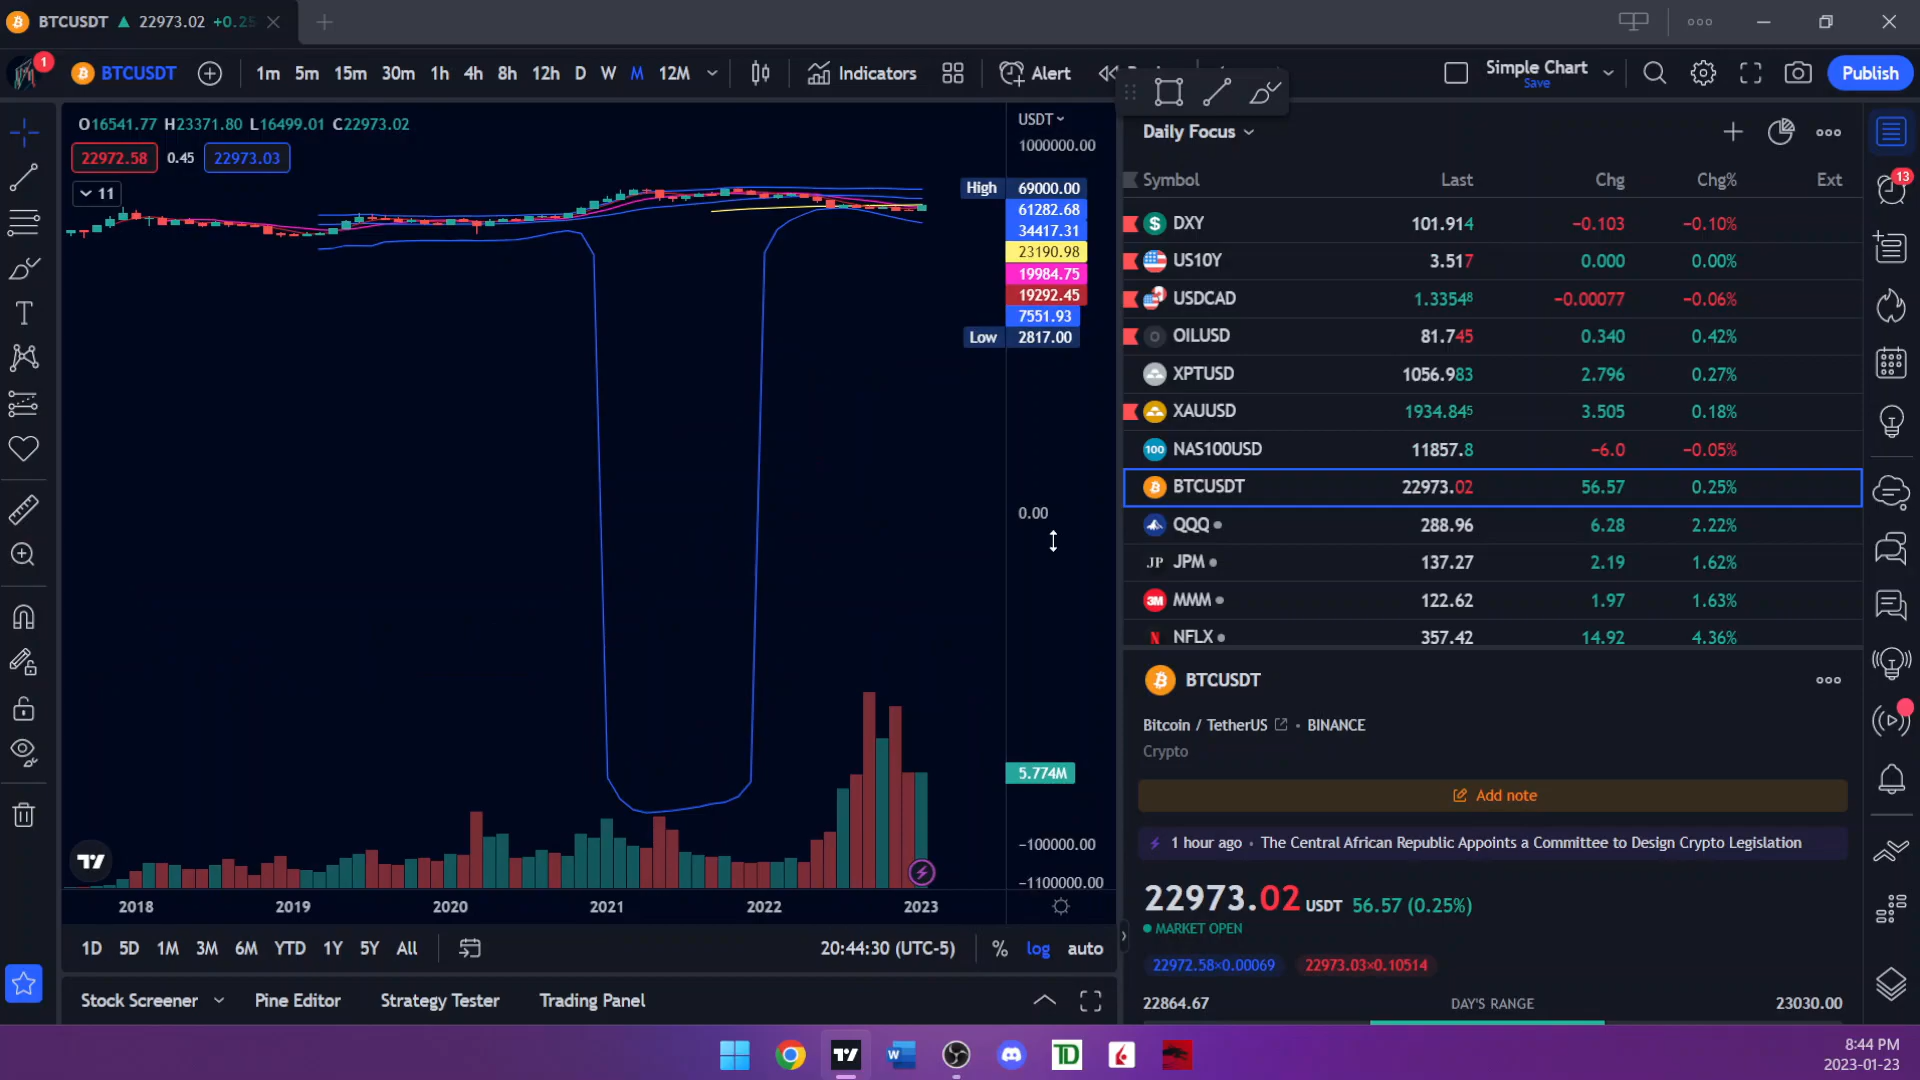 BTCUSDT ▲ 22973.02 +0.25
1 BTCUSDT 1m 5m 15m 30m 1h 4h 8h 12h D W M 12M Indicators Alert Simple Chart Save Publish
O16541.77 H23371.80 L16499.01 C22973.02
22972.58 0.45 22973.03
11
USDT
1000000.00
High 69000.00
61282.68
34417.31
23190.98
19984.75
19292.45
7551.93
Low 2817.00
0.00
5.774M
−100000.00
−1100000.00
2018 2019 2020 2021 2022 2023
1D 5D 1M 3M 6M YTD 1Y 5Y All 20:44:30 (UTC-5) % log auto
Stock Screener Pine Editor Strategy Tester Trading Panel
Daily Focus
Symbol Last Chg Chg% Ext
$ DXY 101.914 −0.103 −0.10%
US10Y 3.517 0.000 0.00%
USDCAD 1.33548 −0.00077 −0.06%
OILUSD 81.745 0.340 0.42%
XPTUSD 1056.983 2.796 0.27%
XAUUSD 1934.845 3.505 0.18%
100 NAS100USD 11857.8 −6.0 −0.05%
BTCUSDT 22973.02 56.57 0.25%
QQQ 288.96 6.28 2.22%
JP JPM 137.27 2.19 1.62%
3M MMM 122.62 1.97 1.63%
N NFLX 357.42 14.92 4.36%
BTCUSDT
Bitcoin / TetherUS • BINANCE
Crypto
Add note
1 hour ago • The Central African Republic Appoints a Committee to Design Crypto Legislation
22973.02 USDT 56.57 (0.25%)
MARKET OPEN
22972.58×0.00069 22973.03×0.10514
22864.67 DAY'S RANGE 23030.00
13
8:44 PM
2023-01-23